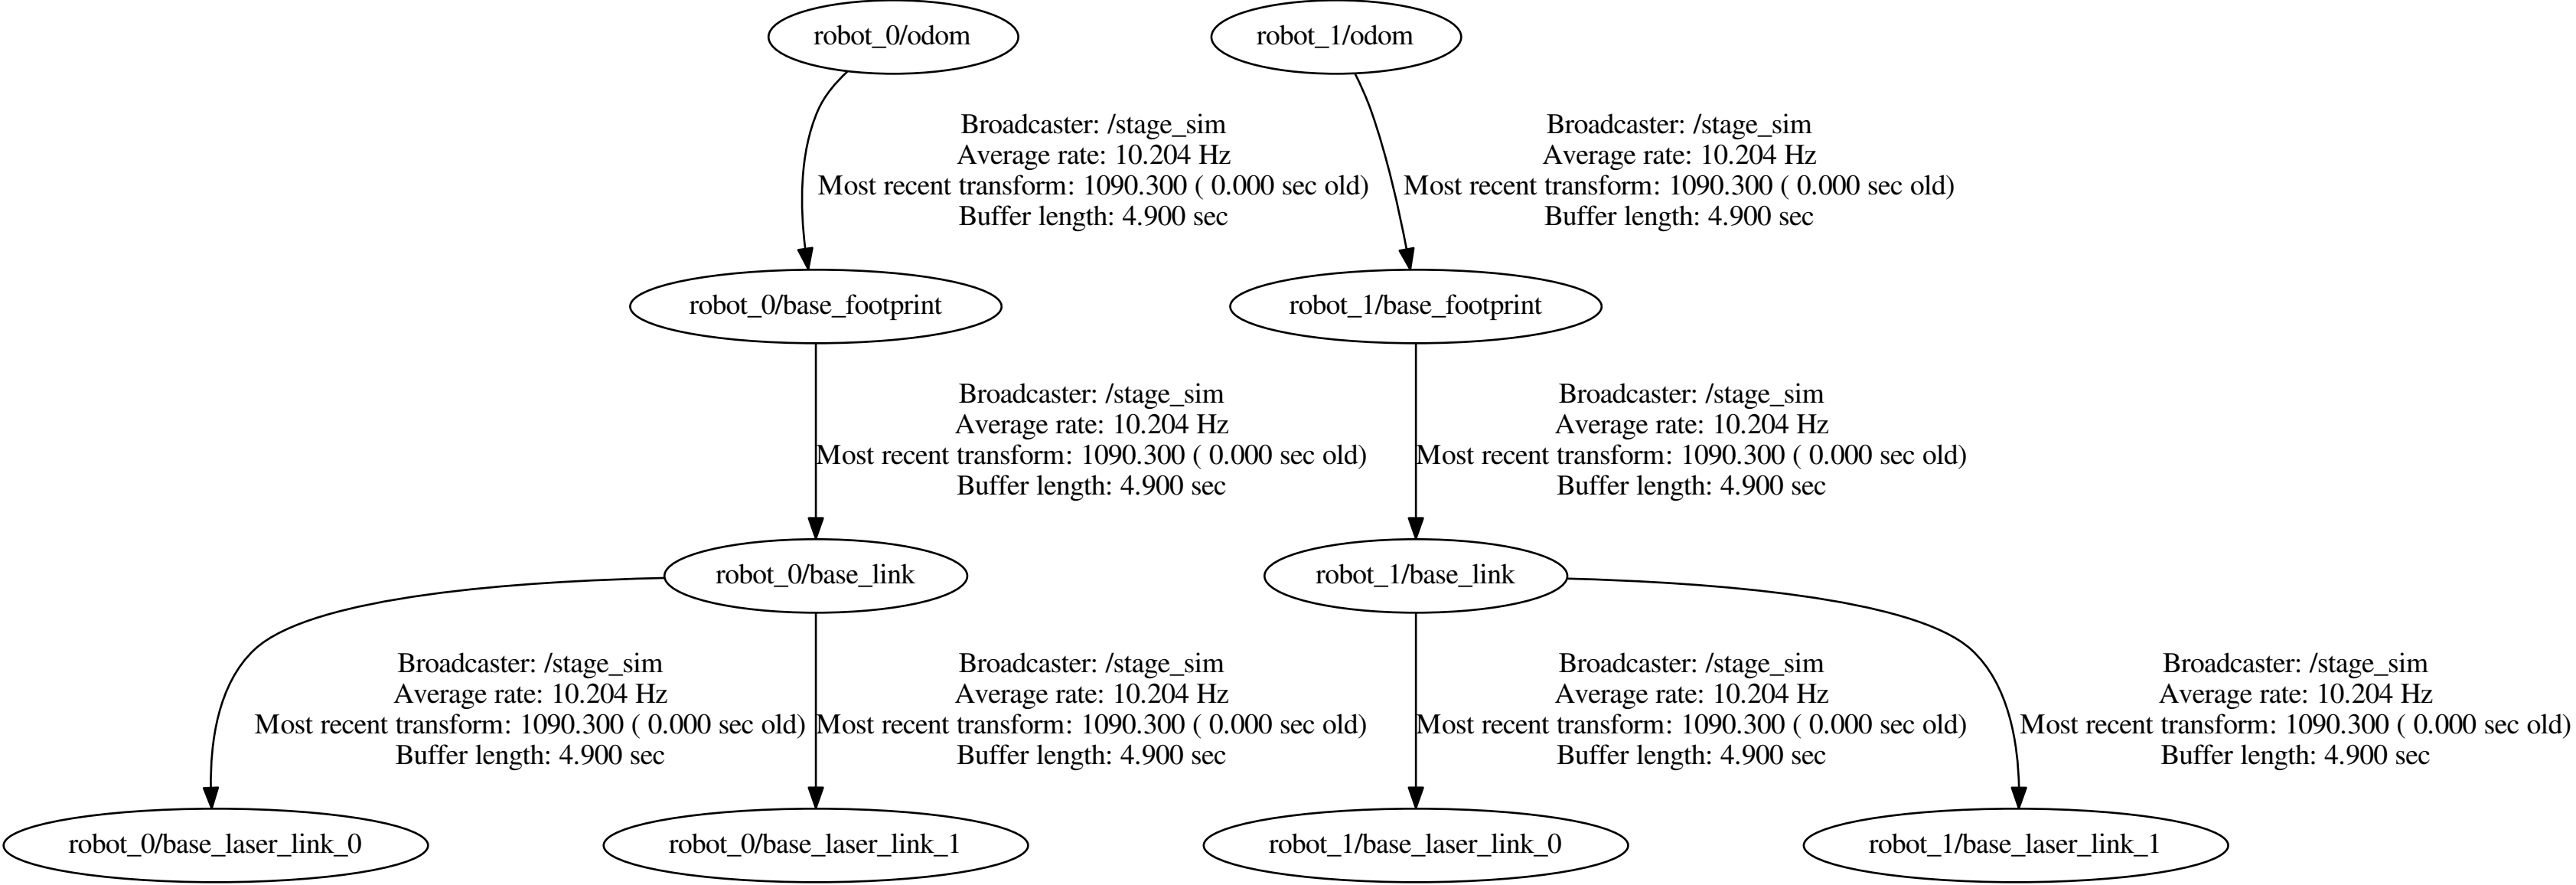 robot_0/odom
robot_1/odom
Broadcaster: /stage_sim
Average rate: 10.204 Hz
Most recent transform: 1090.300 ( 0.000 sec old)
Buffer length: 4.900 sec
Broadcaster: /stage_sim
Average rate: 10.204 Hz
Most recent transform: 1090.300 ( 0.000 sec old)
Buffer length: 4.900 sec
robot_0/base_footprint
robot_1/base_footprint
Broadcaster: /stage_sim
Average rate: 10.204 Hz
Most recent transform: 1090.300 ( 0.000 sec old)
Buffer length: 4.900 sec
Broadcaster: /stage_sim
Average rate: 10.204 Hz
Most recent transform: 1090.300 ( 0.000 sec old)
Buffer length: 4.900 sec
robot_0/base_link
robot_1/base_link
Broadcaster: /stage_sim
Average rate: 10.204 Hz
Most recent transform: 1090.300 ( 0.000 sec old)
Buffer length: 4.900 sec
Broadcaster: /stage_sim
Average rate: 10.204 Hz
Most recent transform: 1090.300 ( 0.000 sec old)
Buffer length: 4.900 sec
Broadcaster: /stage_sim
Average rate: 10.204 Hz
Most recent transform: 1090.300 ( 0.000 sec old)
Buffer length: 4.900 sec
Broadcaster: /stage_sim
Average rate: 10.204 Hz
Most recent transform: 1090.300 ( 0.000 sec old)
Buffer length: 4.900 sec
robot_0/base_laser_link_0
robot_0/base_laser_link_1
robot_1/base_laser_link_0
robot_1/base_laser_link_1